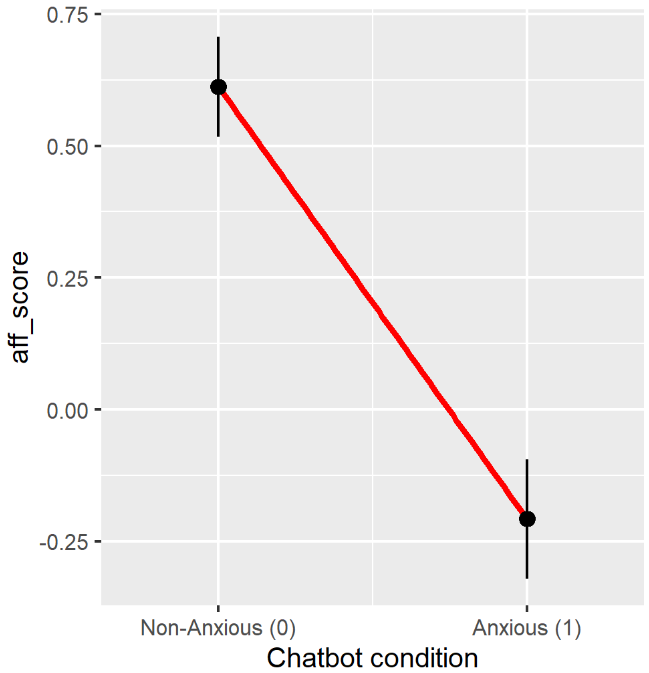 0.75
0.50
0.25
0.00
-0.25
aff_score
Non-Anxious (0)
Anxious (1)
Chatbot condition